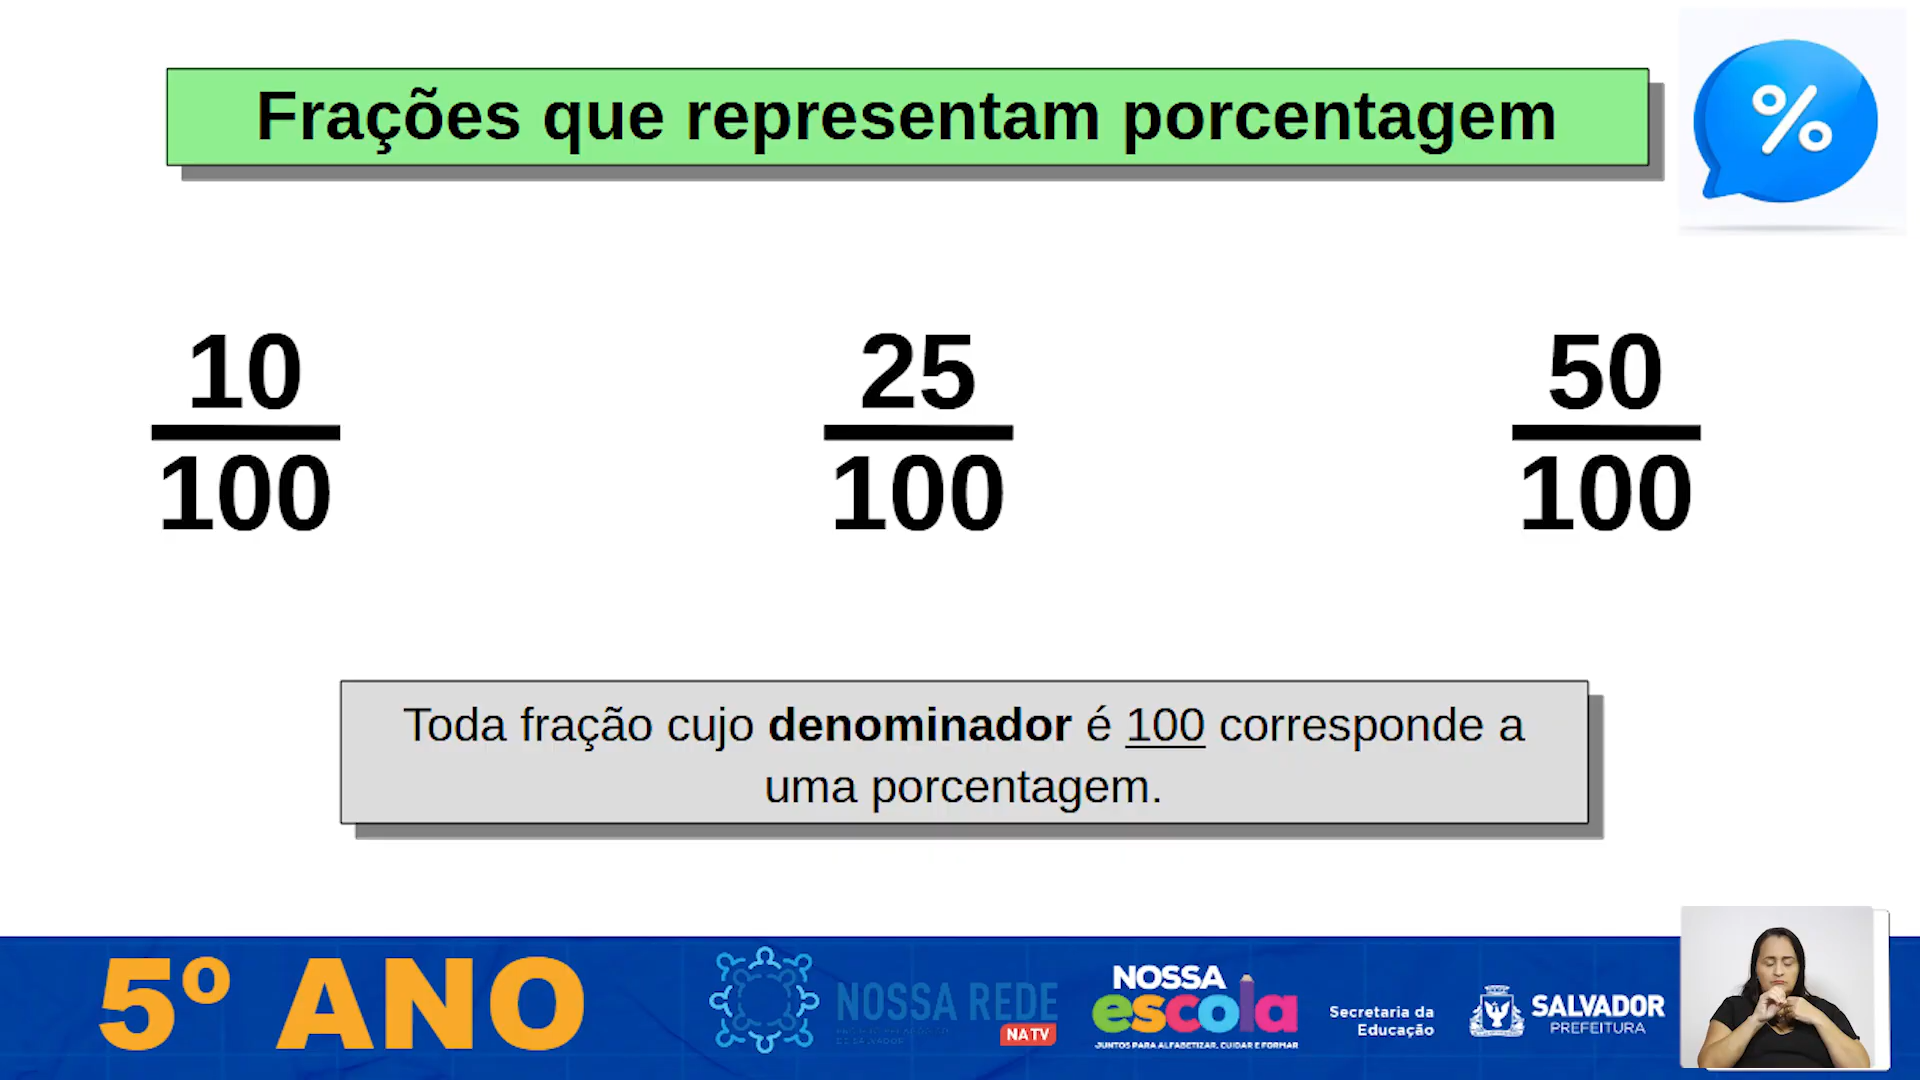 Frações que representam porcentagem
%
10
100
25
100
50
100
Toda fração cujo denominador é 100 corresponde a
uma porcentagem.
5º ANO
NOSSA REDE
NA TV
NOSSA
escola
JUNTOS PARA ALFABETIZAR, CUIDAR E FORMAR
Secretaria da
Educação
SALVADOR
PREFEITURA